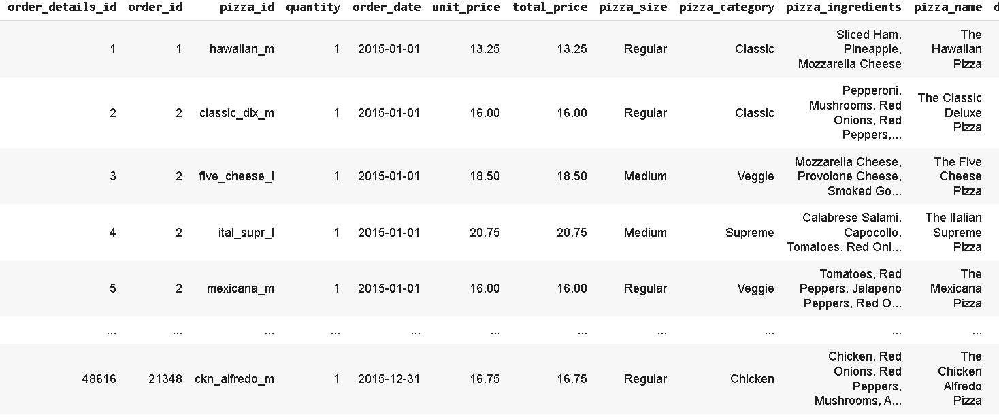 order_details_id order_id pizza_id quantity order_date unit_price total_price pizza_size pizza_category pizza_ingredients pizza_name d
1 1 hawaiian_m 1 2015-01-01 13.25 13.25 Regular Classic Sliced Ham, Pineapple, Mozzarella Cheese The Hawaiian Pizza
2 2 classic_dlx_m 1 2015-01-01 16.00 16.00 Regular Classic Pepperoni, Mushrooms, Red Onions, Red Peppers,... The Classic Deluxe Pizza
3 2 five_cheese_l 1 2015-01-01 18.50 18.50 Medium Veggie Mozzarella Cheese, Provolone Cheese, Smoked Go... The Five Cheese Pizza
4 2 ital_supr_l 1 2015-01-01 20.75 20.75 Medium Supreme Calabrese Salami, Capocollo, Tomatoes, Red Oni... The Italian Supreme Pizza
5 2 mexicana_m 1 2015-01-01 16.00 16.00 Regular Veggie Tomatoes, Red Peppers, Jalapeno Peppers, Red O... The Mexicana Pizza
... ... ... ... ... ... ... ... ... ... ...
48616 21348 ckn_alfredo_m 1 2015-12-31 16.75 16.75 Regular Chicken Chicken, Red Onions, Red Peppers, Mushrooms, A... The Chicken Alfredo Pizza